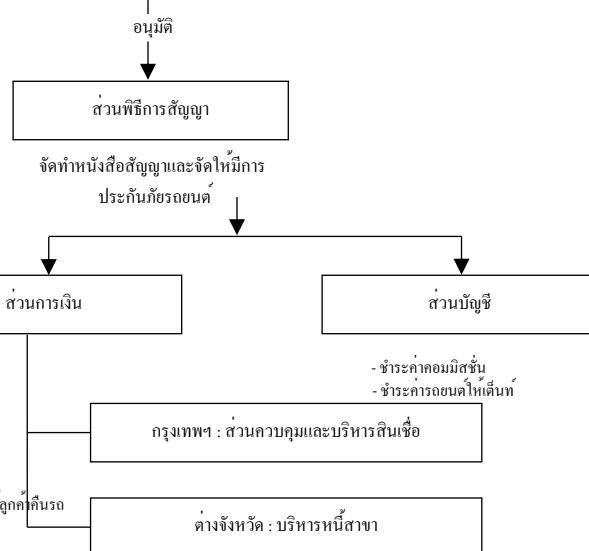 อนุมัติ
ส่วนพิธีการสัญญา
จัดทำหนังสือสัญญาและจัดให้มีการ
ประกันภัยรถยนต์
ส่วนการเงิน
ส่วนบัญชี
- ชำระค่าคอมมิสชั่น
- ชำระค่ารถยนต์ให้เต็นท์
กรุงเทพฯ : ส่วนควบคุมและบริหารสินเชื่อ
ลูกค้าคืนรถ
ต่างจังหวัด : บริหารหนี้สาขา